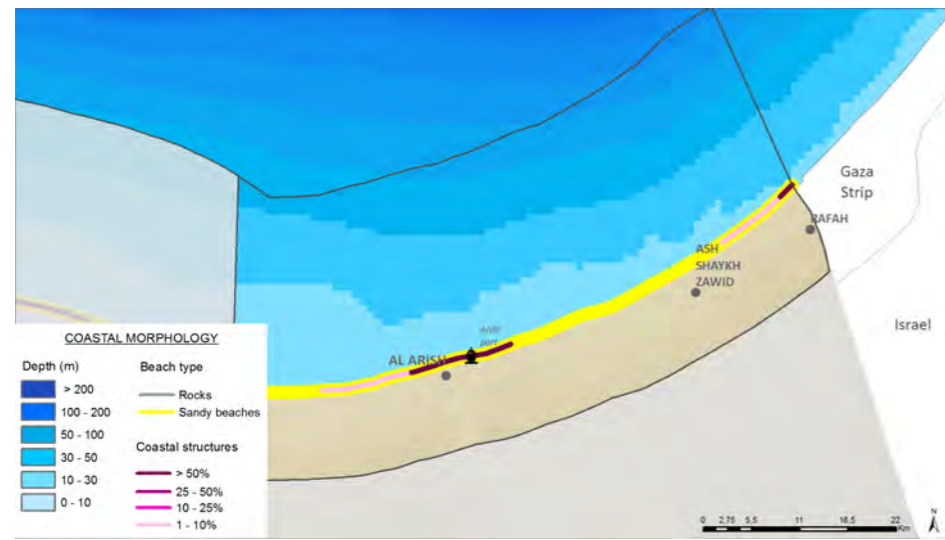 Gaza
Strip
RAFAH
ASH
SHAYKH
ZAWID
Israel
Arish
port
AL ARISH
COASTAL MORPHOLOGY
Depth (m)
> 200
100 - 200
50 - 100
30 - 50
10 - 30
0 - 10
Beach type
Rocks
Sandy beaches
Coastal structures
> 50%
25 - 50%
10 - 25%
1 - 10%
0 2,75 5,5 11 16,5 22
Km
N